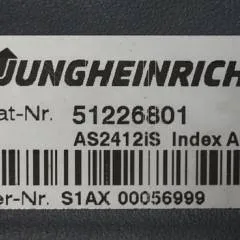 JUNGHEINRICH
at-Nr. 51226801
AS2412iS Index A
er-Nr. S1AX 00056999